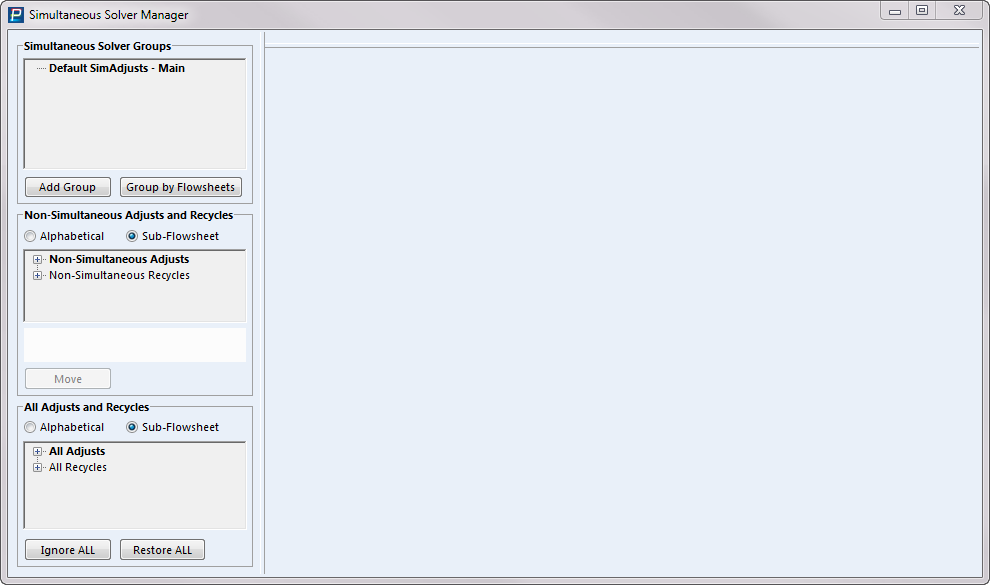 Simultaneous Solver Manager
Simultaneous Solver Groups
Default SimAdjusts - Main
Add Group
Group by Flowsheets
Non-Simultaneous Adjusts and Recycles
Alphabetical
Sub-Flowsheet
Non-Simultaneous Adjusts
Non-Simultaneous Recycles
Move
All Adjusts and Recycles
Alphabetical
Sub-Flowsheet
All Adjusts
All Recycles
Ignore ALL
Restore ALL